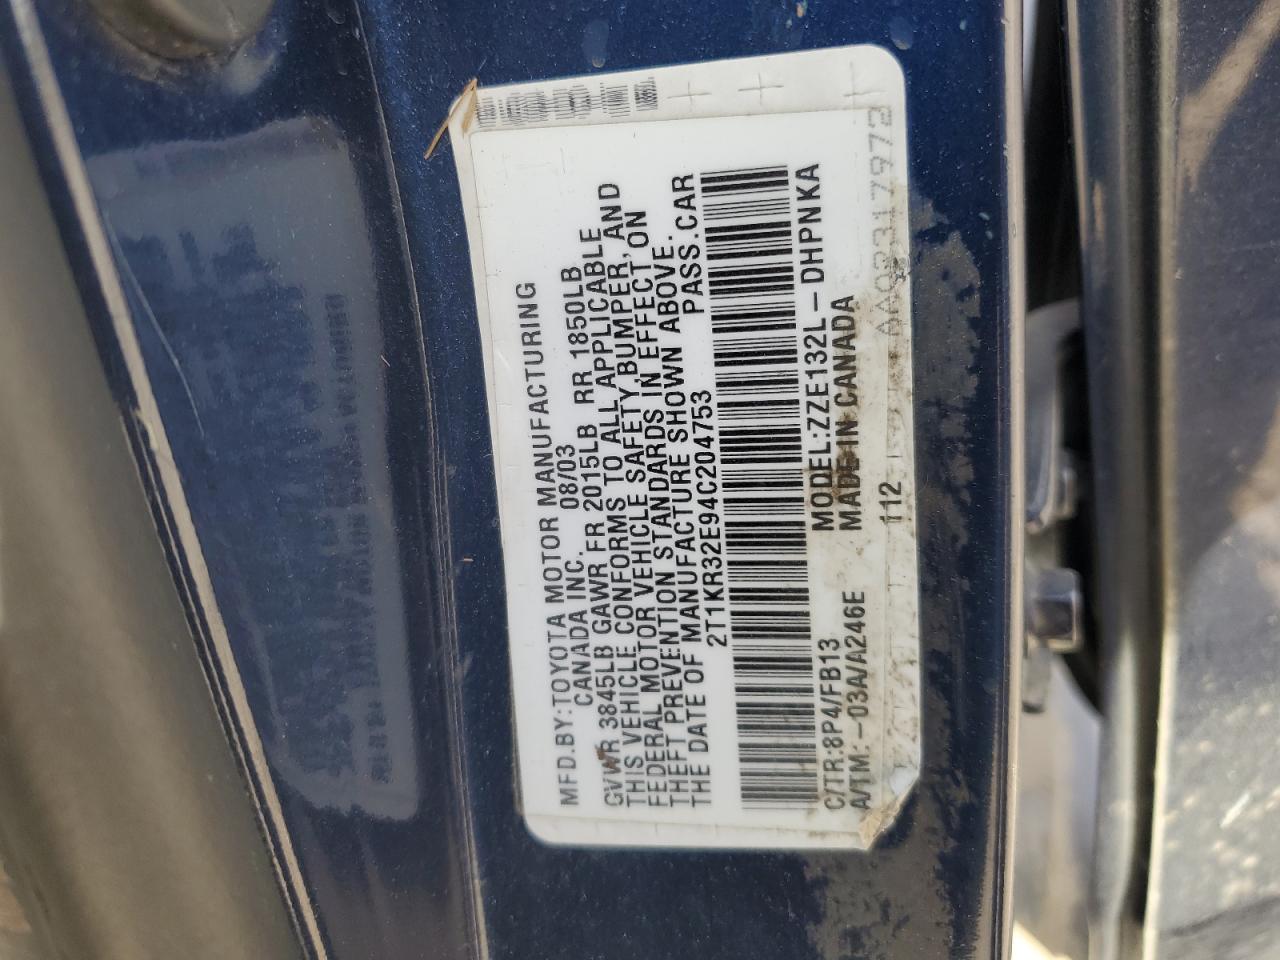 MFD.BY:TOYOTA MOTOR MANUFACTURING
CANADA INC. 08/03
GVWR 3845LB GAWR FR 2015LB RR 1850LB
THIS VEHICLE CONFORMS TO ALL APPLICABLE
FEDERAL MOTOR VEHICLE SAFETY,BUMPER, AND
THEFT PREVENTION STANDARDS IN EFFECT ON
THE DATE OF MANUFACTURE SHOWN ABOVE.
2T1KR32E94C204753 PASS.CAR
C/TR:8P4/FB13 MODEL:ZZE132L-DHPNKA
A/TM:-03A/A246E MADE IN CANADA
112
AA02317972